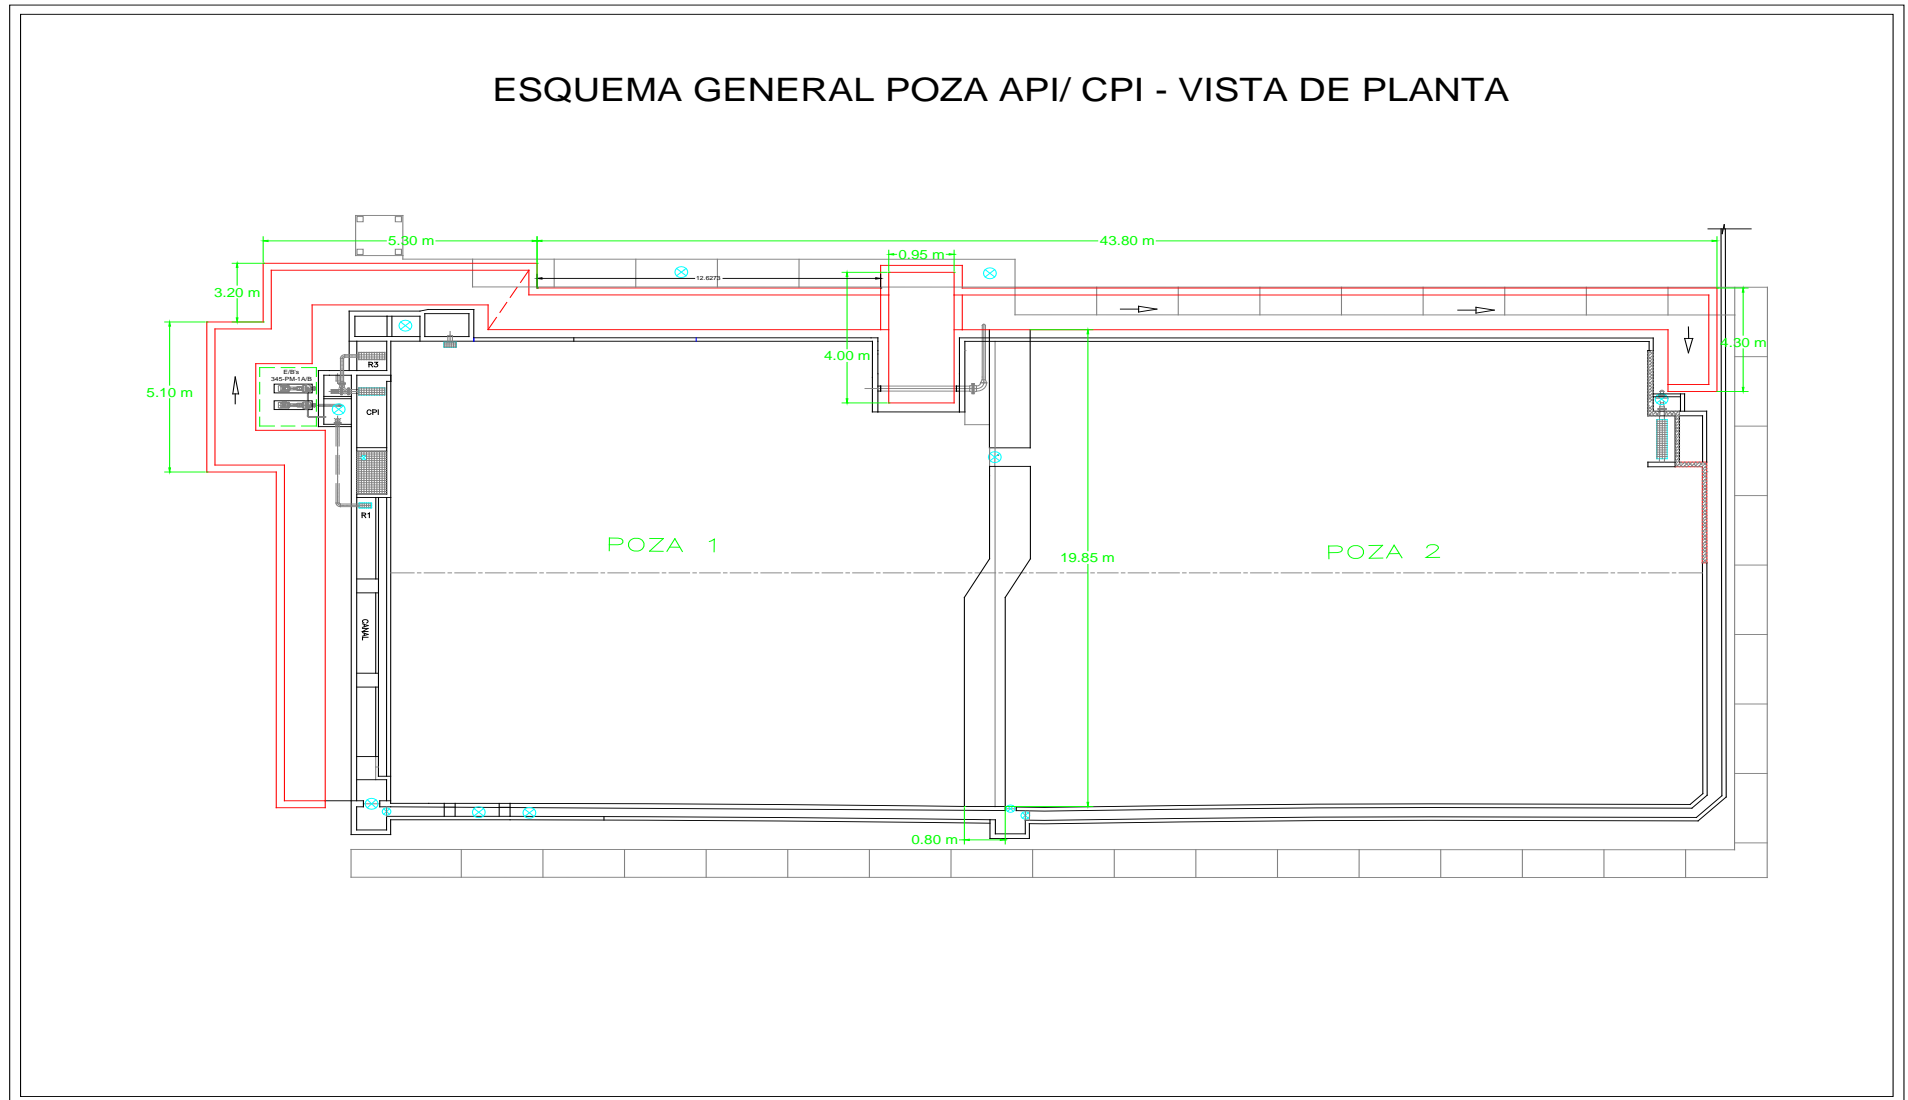 ESQUEMA GENERAL POZA API/ CPI - VISTA DE PLANTA
5.30 m
43.80 m
0.95 m
12.6273
3.20 m
4.30 m
4.00 m
R3
E/B's
345-PM-1A/B
5.10 m
CPI
R1
POZA 1
POZA 2
19.85 m
CANAL
0.80 m